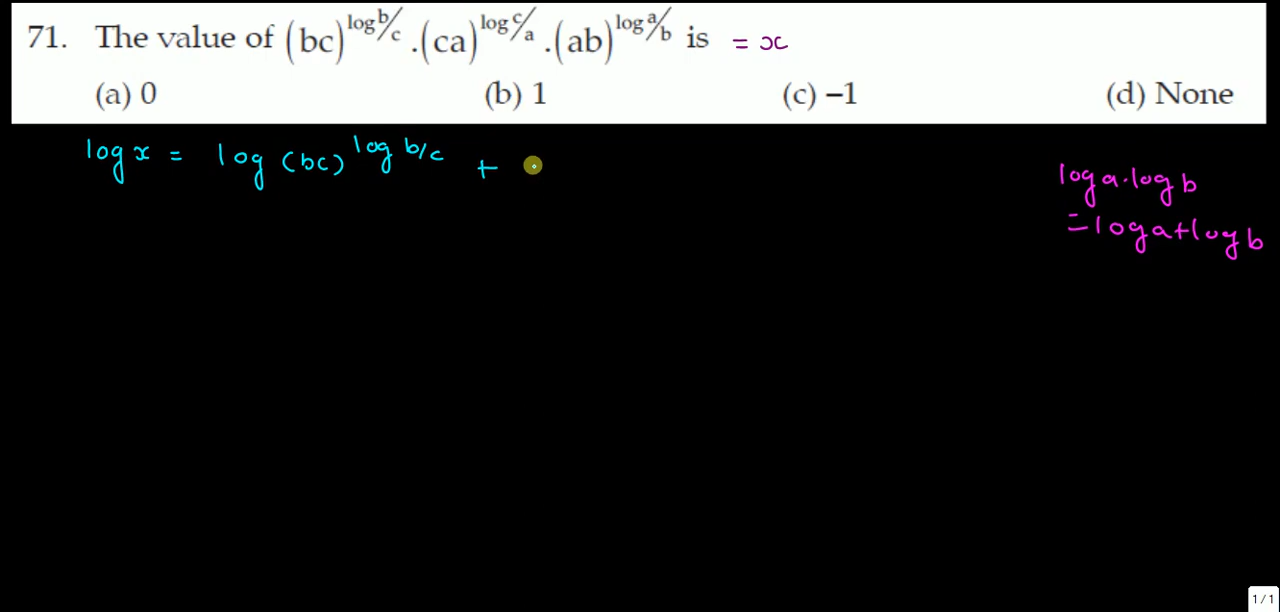 71. The value of (bc)^log b/c .(ca)^log c/a .(ab)^log a/b is = x
(a) 0 (b) 1 (c) –1 (d) None
log x = log (bc)^log b/c +
log a . log b
= log a + log b
1 / 1